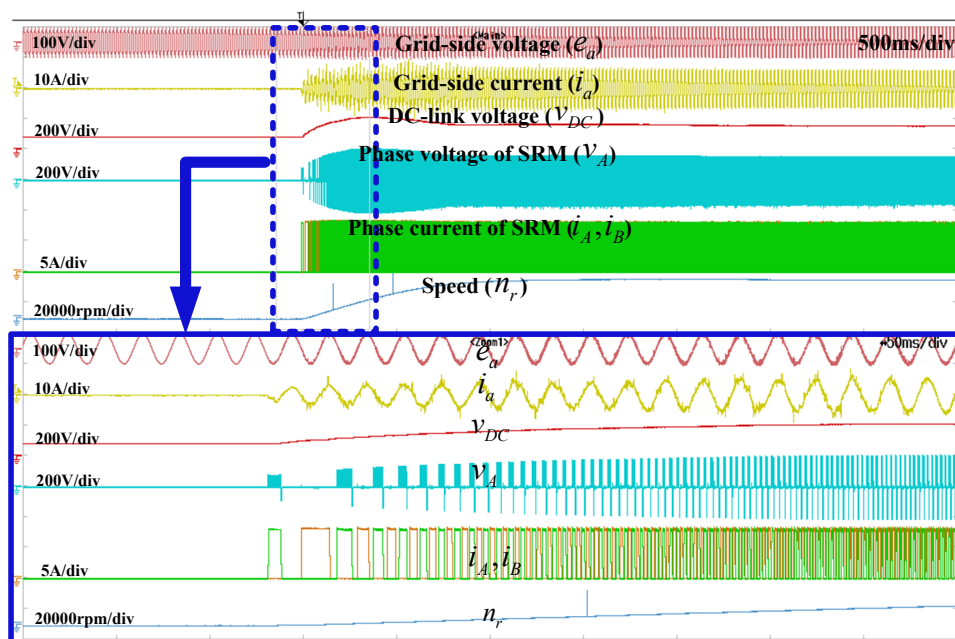 T
<Main>
100V/div Grid-side voltage (e_a) 500ms/div
10A/div Grid-side current (i_a)
200V/div DC-link voltage (v_DC)
200V/div Phase voltage of SRM (v_A)
5A/div Phase current of SRM (i_A, i_B)
20000rpm/div Speed (n_r)
100V/div e_a <Zoom1> 50ms/div
10A/div i_a
200V/div v_DC
200V/div v_A
5A/div i_A, i_B
20000rpm/div n_r